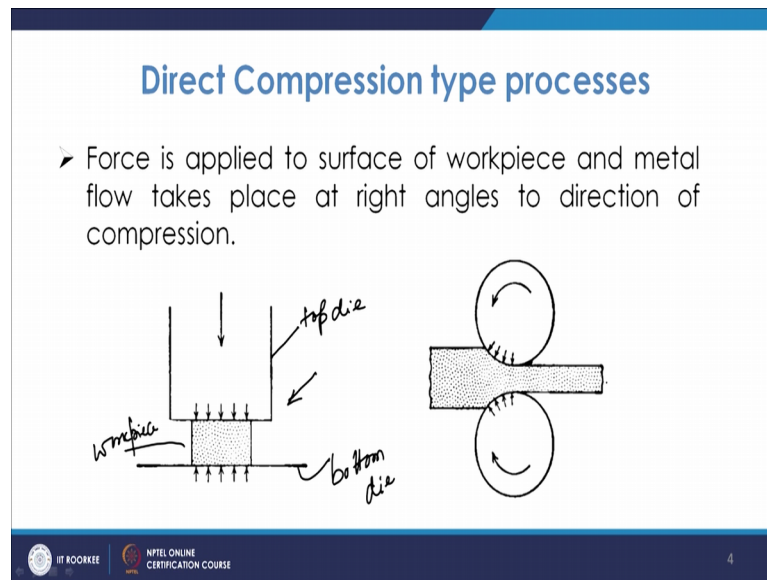 Direct Compression type processes
➤ Force is applied to surface of workpiece and metal
flow takes place at right angles to direction of
compression.
top die
workpiece
bottom
die
IIT ROORKEE
NPTEL ONLINE
CERTIFICATION COURSE
4